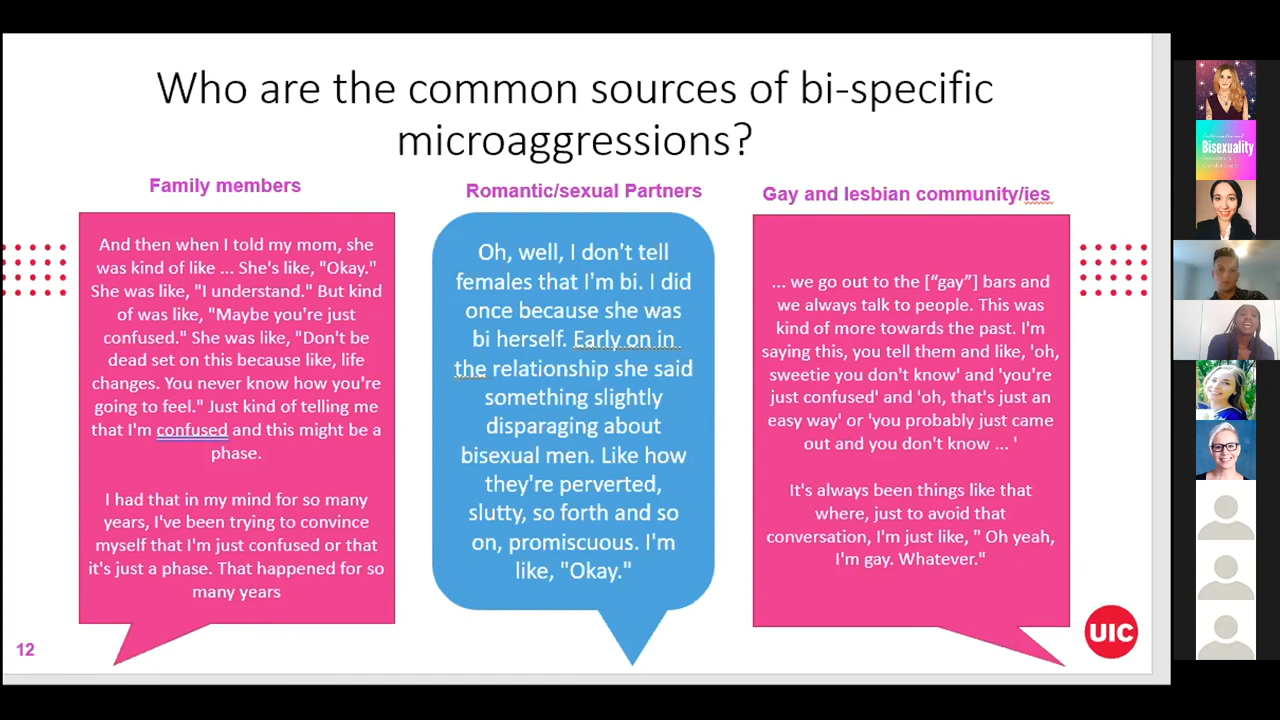 Who are the common sources of bi-specific
microaggressions?
Family members
And then when I told my mom, she
was kind of like ... She's like, "Okay."
She was like, "I understand." But kind
of was like, "Maybe you're just
confused." She was like, "Don't be
dead set on this because like, life
changes. You never know how you're
going to feel." Just kind of telling me
that I'm confused and this might be a
phase.
I had that in my mind for so many
years, I've been trying to convince
myself that I'm just confused or that
it's just a phase. That happened for so
many years
Romantic/sexual Partners
Oh, well, I don't tell
females that I'm bi. I did
once because she was
bi herself. Early on in
the relationship she said
something slightly
disparaging about
bisexual men. Like how
they're perverted,
slutty, so forth and so
on, promiscuous. I'm
like, "Okay."
Gay and lesbian community/ies
... we go out to the [“gay”] bars and
we always talk to people. This was
kind of more towards the past. I'm
saying this, you tell them and like, 'oh,
sweetie you don't know' and 'you're
just confused' and 'oh, that's just an
easy way' or 'you probably just came
out and you don't know ... '
It's always been things like that
where, just to avoid that
conversation, I'm just like, " Oh yeah,
I'm gay. Whatever."
12
UIC
Bisexuality